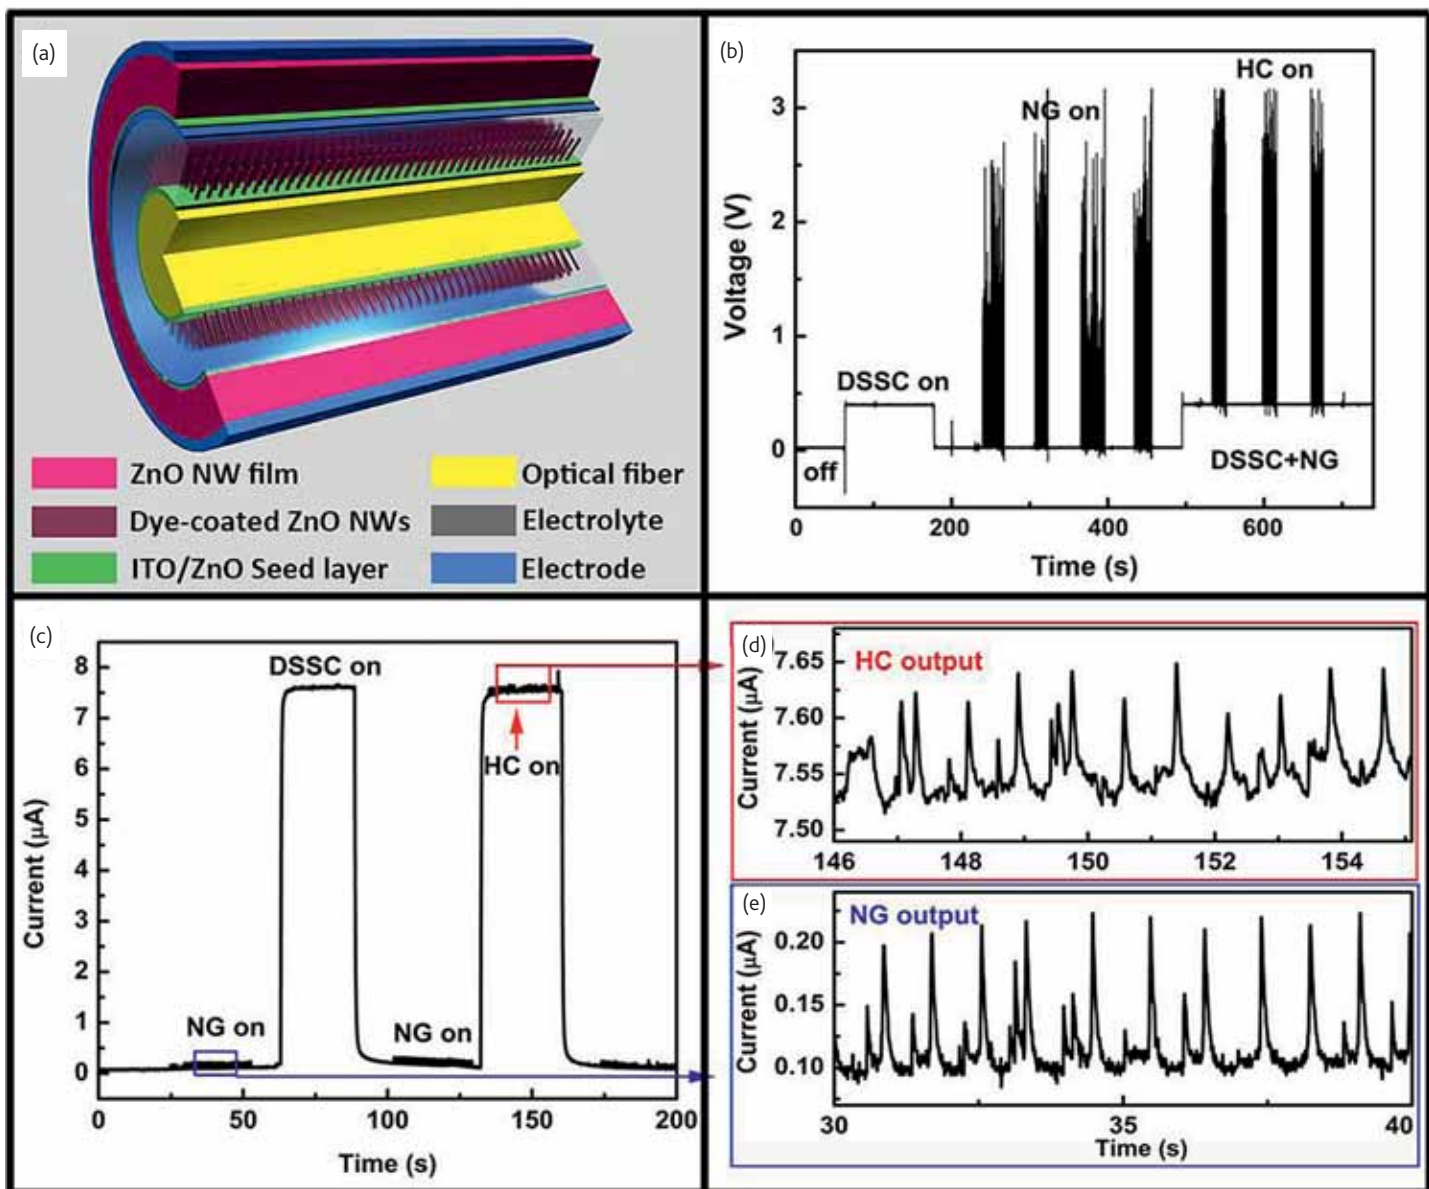 (a)
ZnO NW film
Optical fiber
Dye-coated ZnO NWs
Electrolyte
ITO/ZnO Seed layer
Electrode
(b)
HC on
NG on
DSSC on
off
DSSC+NG
3
2
1
0
Voltage (V)
0 200 400 600
Time (s)
(c)
DSSC on
HC on
NG on
NG on
8
7
6
5
4
3
2
1
0
Current (μA)
0 50 100 150 200
Time (s)
(d)
HC output
7.65
7.60
7.55
7.50
Current (μA)
146 148 150 152 154
(e)
NG output
0.20
0.15
0.10
Current (μA)
30 35 40
Time (s)